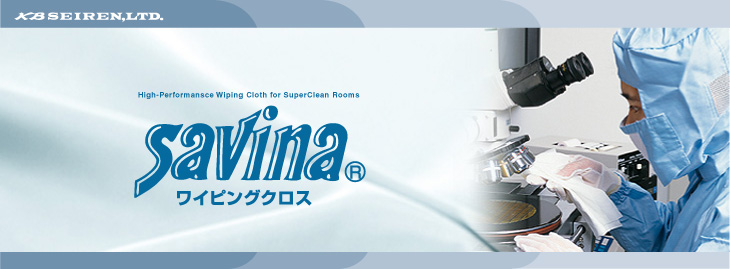 KB SEIREN,LTD.
High-Performansce Wiping Cloth for SuperClean Rooms
savina®
ワイピングクロス